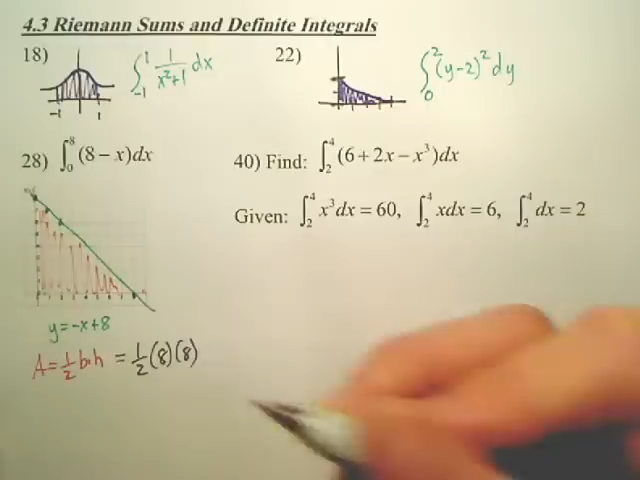 4.3 Riemann Sums and Definite Integrals
18) -1 1 ∫_{-1}^{1} 1/(x²+1) dx
22) ∫_0^2 (y-2)² dy
28) ∫_0^8 (8 − x)dx
40) Find: ∫_2^4 (6 + 2x − x³)dx
Given: ∫_2^4 x³dx = 60, ∫_2^4 xdx = 6, ∫_2^4 dx = 2
y=-x+8
A=½b·h = ½(8)(8)